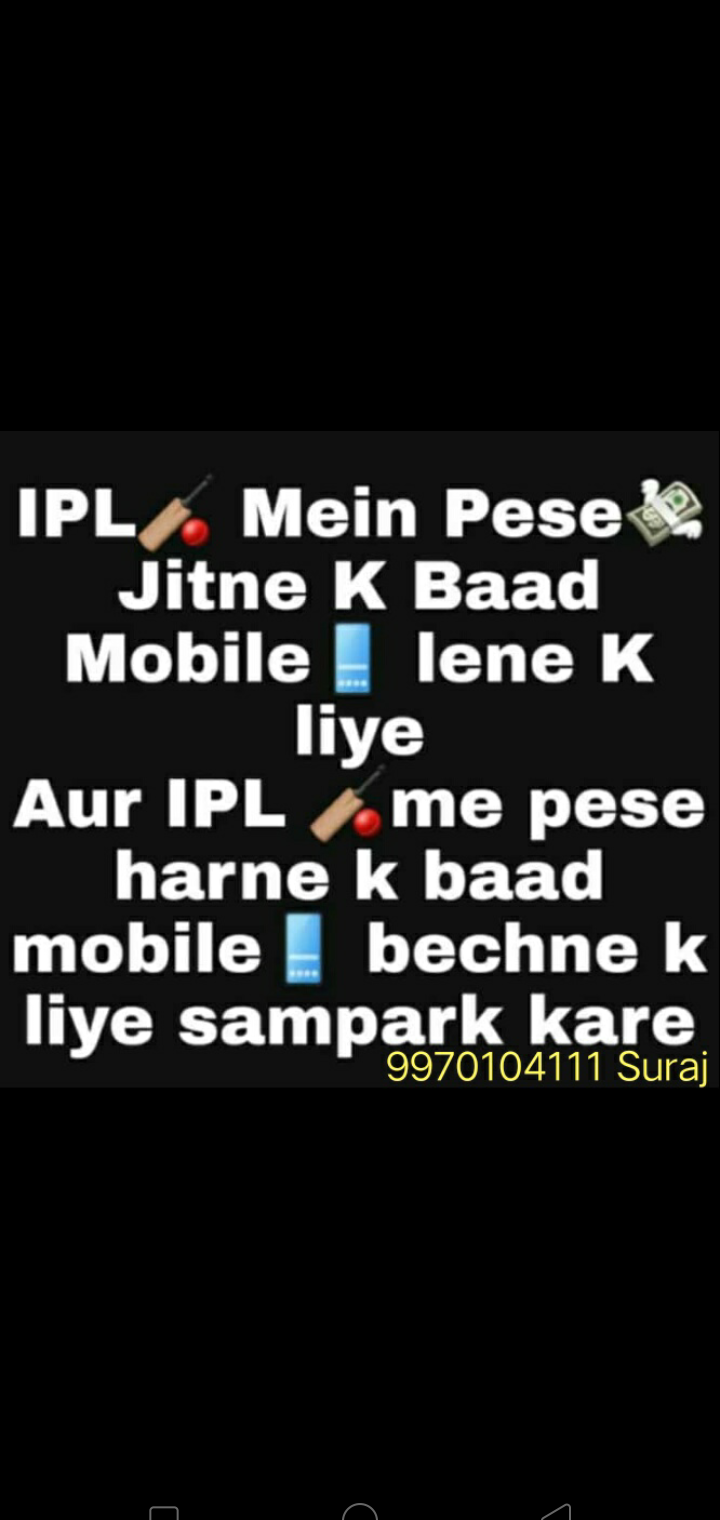 IPL🏏 Mein Pese💸
Jitne K Baad
Mobile📱 lene K
liye
Aur IPL 🏏me pese
harne k baad
mobile📱 bechne k
liye sampark kare
9970104111 Suraj